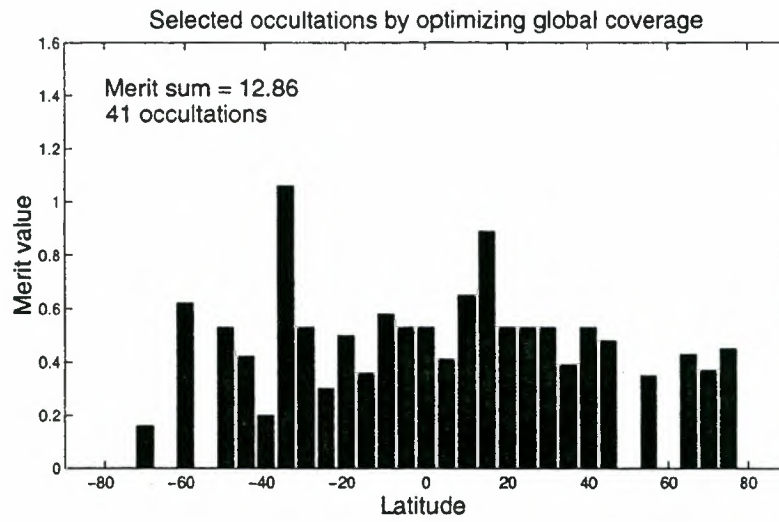 Selected occultations by optimizing global coverage
1.6
1.4
1.2
1
0.8
0.6
0.4
0.2
0
Merit value
Merit sum = 12.86
41 occultations
-80 -60 -40 -20 0 20 40 60 80
Latitude